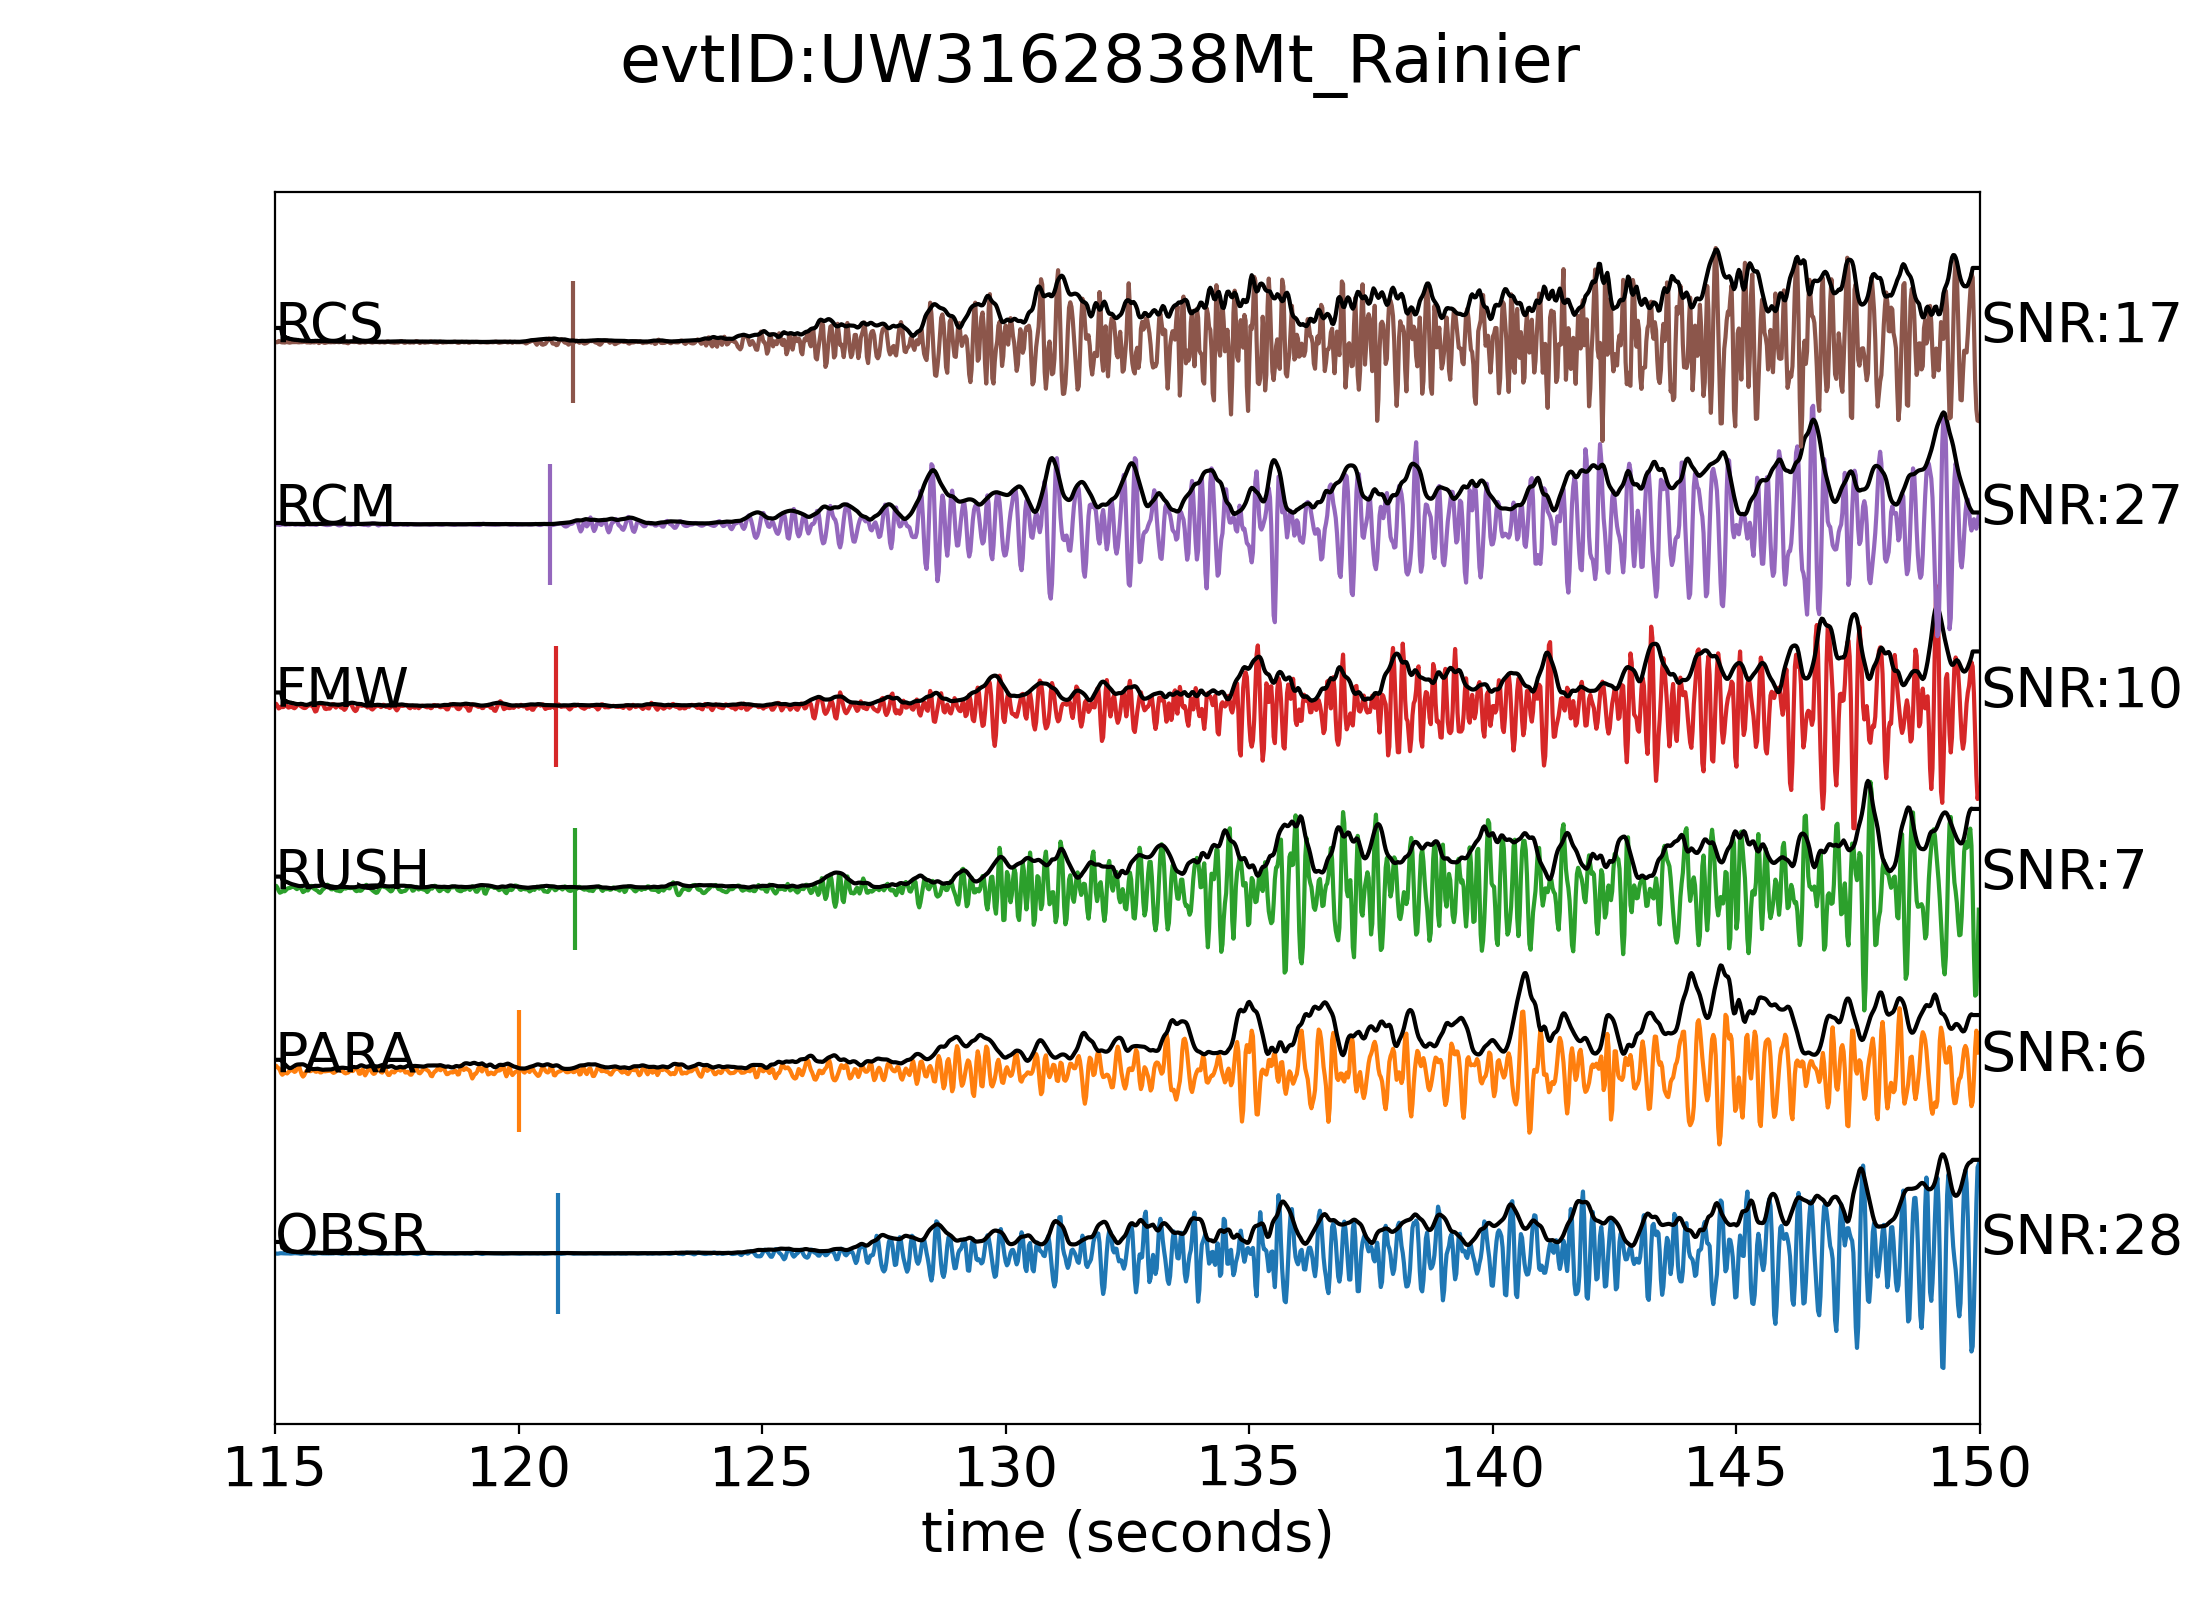 evtID:UW3162838Mt_Rainier
RCS SNR:17
RCM SNR:27
FMW SNR:10
RUSH SNR:7
PARA SNR:6
OBSR SNR:28
115 120 125 130 135 140 145 150
time (seconds)